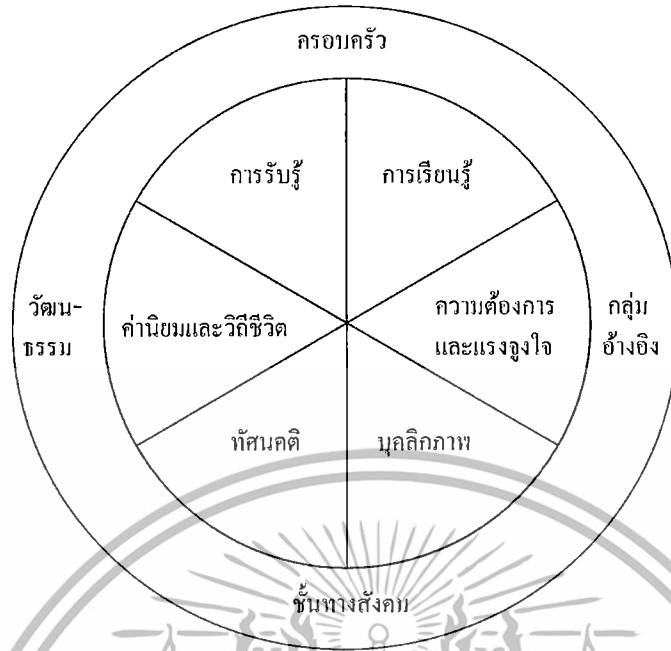 ครอบครัว
การรับรู้
การเรียนรู้
วัฒน-
ธรรม
ค่านิยมและวิถีชีวิต
ความต้องการ
และแรงจูงใจ
กลุ่ม
อ้างอิง
ทัศนคติ
บุคลิกภาพ
ชั้นทางสังคม